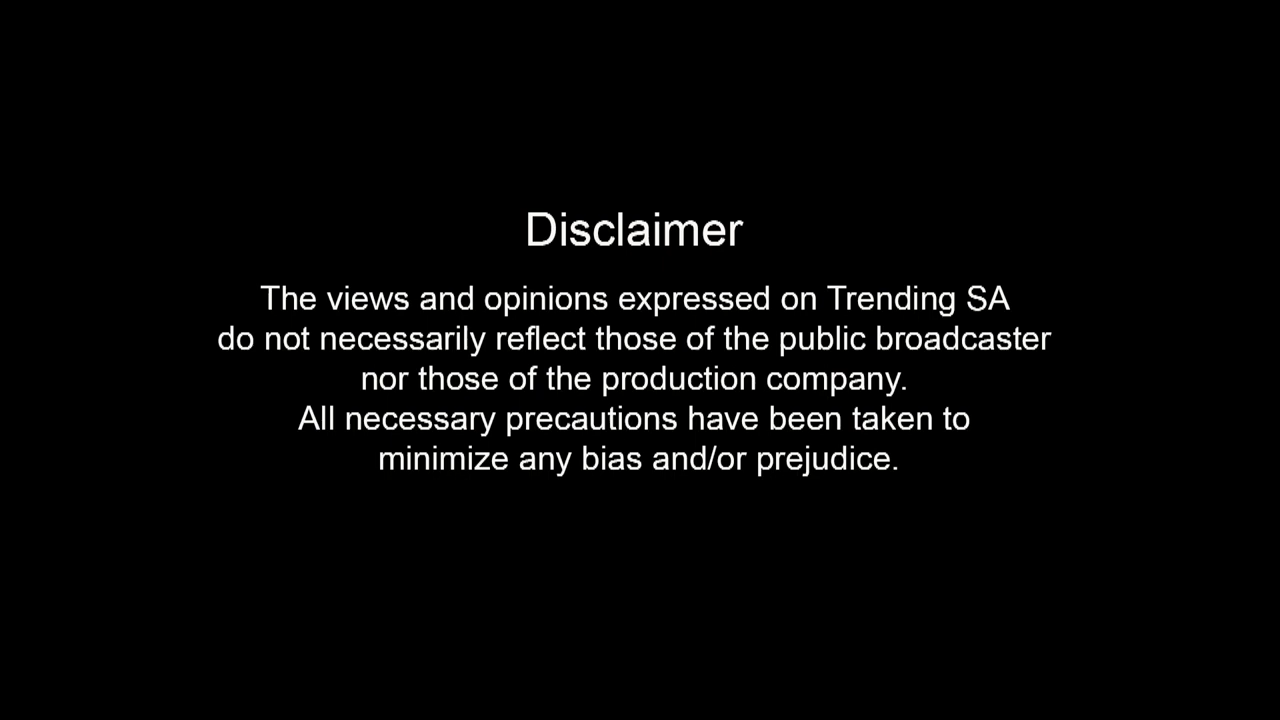 Disclaimer
The views and opinions expressed on Trending SA
do not necessarily reflect those of the public broadcaster
nor those of the production company.
All necessary precautions have been taken to
minimize any bias and/or prejudice.